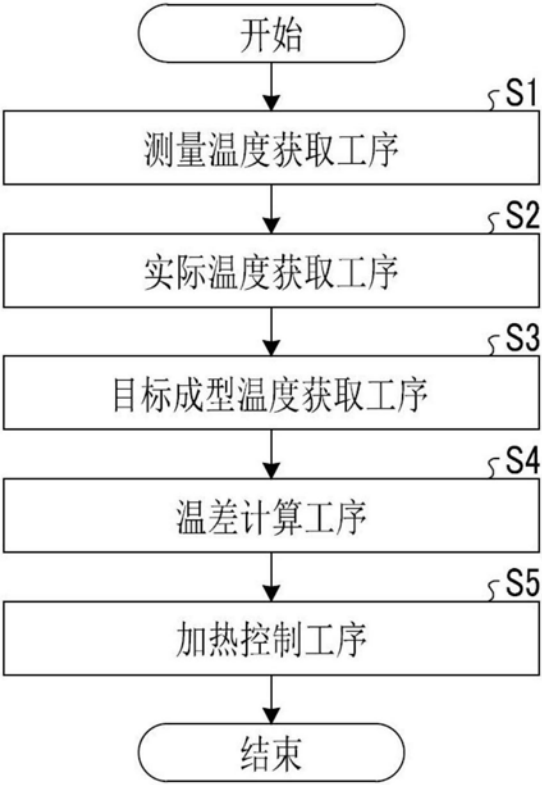 开始
S1
测量温度获取工序
S2
实际温度获取工序
S3
目标成型温度获取工序
S4
温差计算工序
S5
加热控制工序
结束